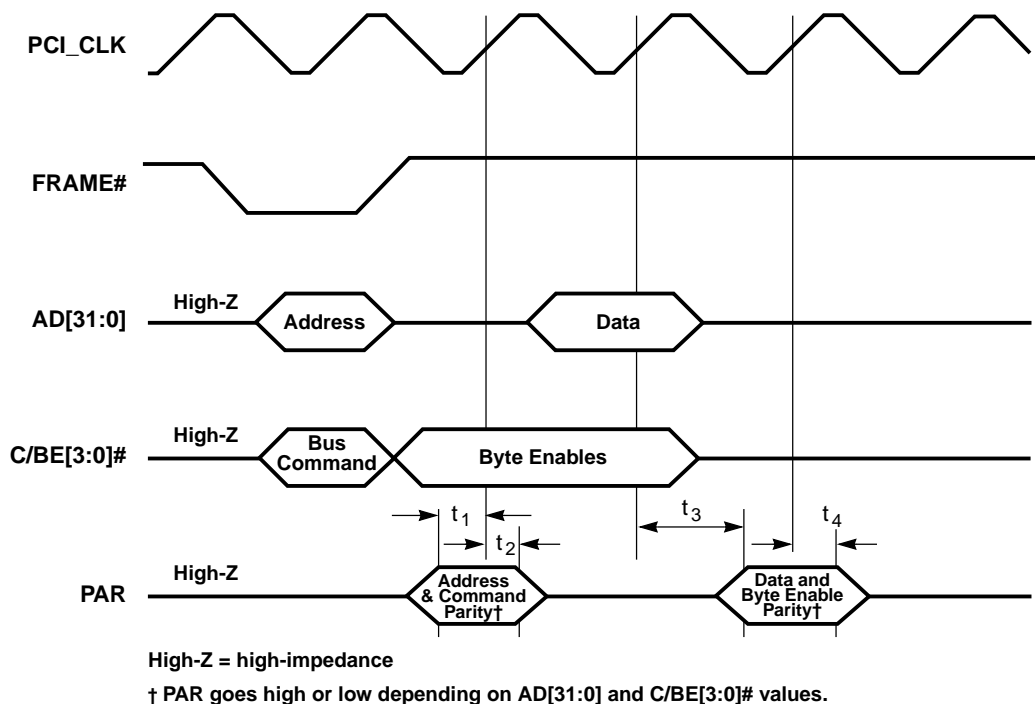 PCI_CLK
FRAME#
AD[31:0]
High-Z
Address
Data
C/BE[3:0]#
High-Z
Bus
Command
Byte Enables
t1
t2
t3
t4
PAR
High-Z
Address
& Command
Parity†
Data and
Byte Enable
Parity†
High-Z = high-impedance
† PAR goes high or low depending on AD[31:0] and C/BE[3:0]# values.